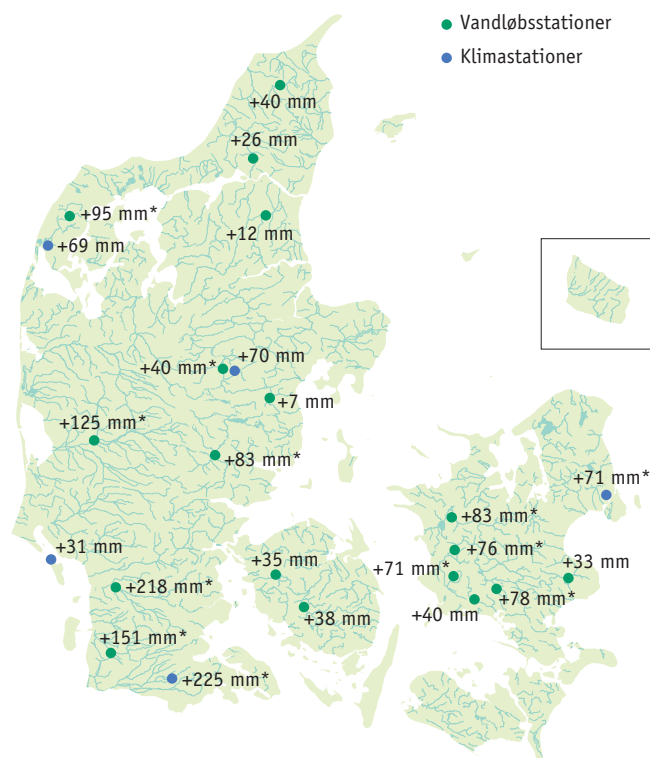 Vandløbsstationer
Klimastationer
+40 mm
+26 mm
+95 mm*
+12 mm
+69 mm
+70 mm
+40 mm*
+7 mm
+125 mm*
+83 mm*
+71 mm*
+83 mm*
+31 mm
+76 mm*
+35 mm
+33 mm
+71 mm*
+218 mm*
+78 mm*
+38 mm
+40 mm
+151 mm*
+225 mm*